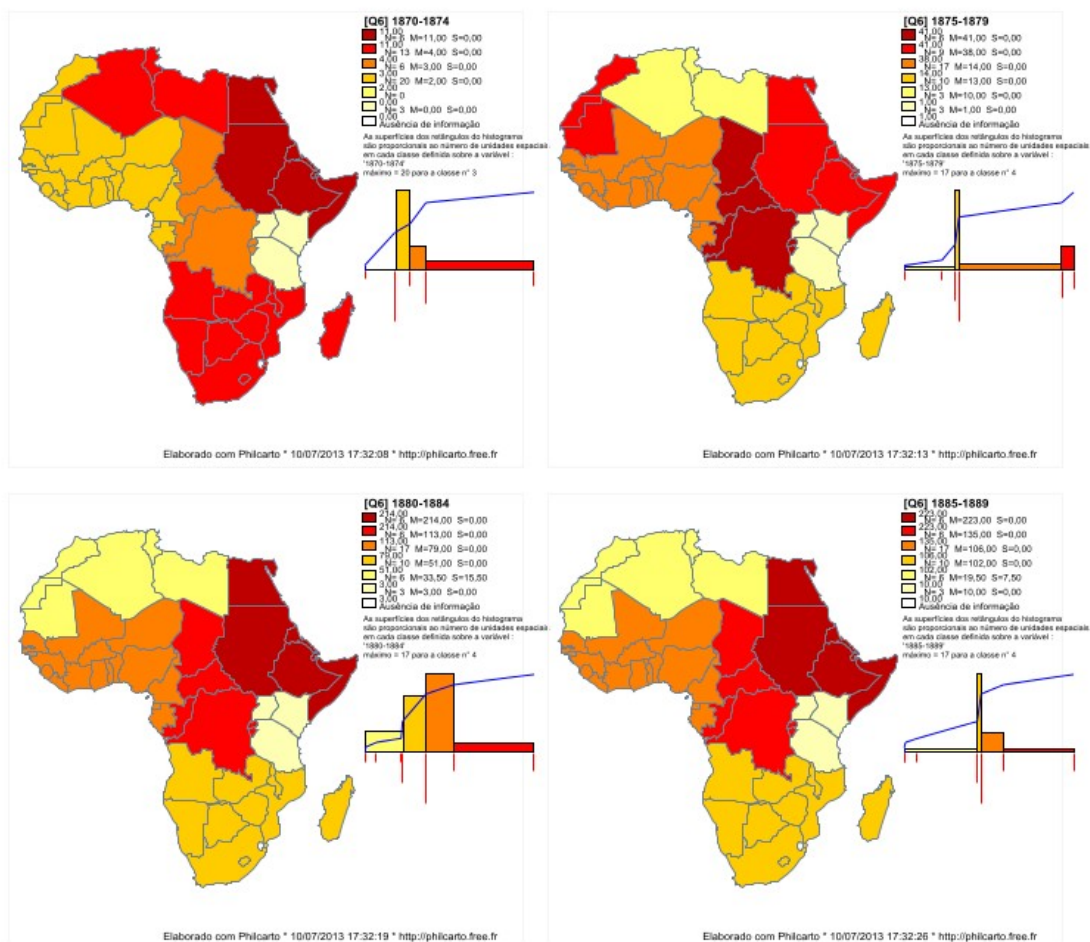 [Q6] 1870-1874
11,00
N= 6 M=11,00 S=0,00
11,00
N= 13 M=4,00 S=0,00
4,00
N= 6 M=3,00 S=0,00
3,00
N= 20 M=2,00 S=0,00
2,00
N= 0
0,00
N= 3 M=0,00 S=0,00
0,00
Ausência de informação
As superfícies dos retângulos do histograma
são proporcionais ao número de unidades espaciais
em cada classe definida sobre a variável :
'1870-1874'
máximo = 20 para a classe n° 3
Elaborado com Philcarto * 10/07/2013 17:32:08 * http://philcarto.free.fr
[Q6] 1875-1879
41,00
N= 6 M=41,00 S=0,00
41,00
N= 9 M=38,00 S=0,00
38,00
N= 17 M=14,00 S=0,00
14,00
N= 10 M=13,00 S=0,00
13,00
N= 3 M=10,00 S=0,00
1,00
N= 3 M=1,00 S=0,00
1,00
Ausência de informação
As superfícies dos retângulos do histograma
são proporcionais ao número de unidades espaciais
em cada classe definida sobre a variável :
'1875-1879'
máximo = 17 para a classe n° 4
Elaborado com Philcarto * 10/07/2013 17:32:13 * http://philcarto.free.fr
[Q6] 1880-1884
214,00
N= 6 M=214,00 S=0,00
214,00
N= 6 M=113,00 S=0,00
113,00
N= 17 M=79,00 S=0,00
79,00
N= 10 M=51,00 S=0,00
51,00
N= 6 M=33,50 S=15,50
3,00
N= 3 M=3,00 S=0,00
3,00
Ausência de informação
As superfícies dos retângulos do histograma
são proporcionais ao número de unidades espaciais
em cada classe definida sobre a variável :
'1880-1884'
máximo = 17 para a classe n° 4
Elaborado com Philcarto * 10/07/2013 17:32:19 * http://philcarto.free.fr
[Q6] 1885-1889
223,00
N= 6 M=223,00 S=0,00
223,00
N= 6 M=135,00 S=0,00
135,00
N= 17 M=106,00 S=0,00
106,00
N= 10 M=102,00 S=0,00
102,00
N= 6 M=19,50 S=7,50
10,00
N= 3 M=10,00 S=0,00
10,00
Ausência de informação
As superfícies dos retângulos do histograma
são proporcionais ao número de unidades espaciais
em cada classe definida sobre a variável :
'1885-1889'
máximo = 17 para a classe n° 4
Elaborado com Philcarto * 10/07/2013 17:32:26 * http://philcarto.free.fr